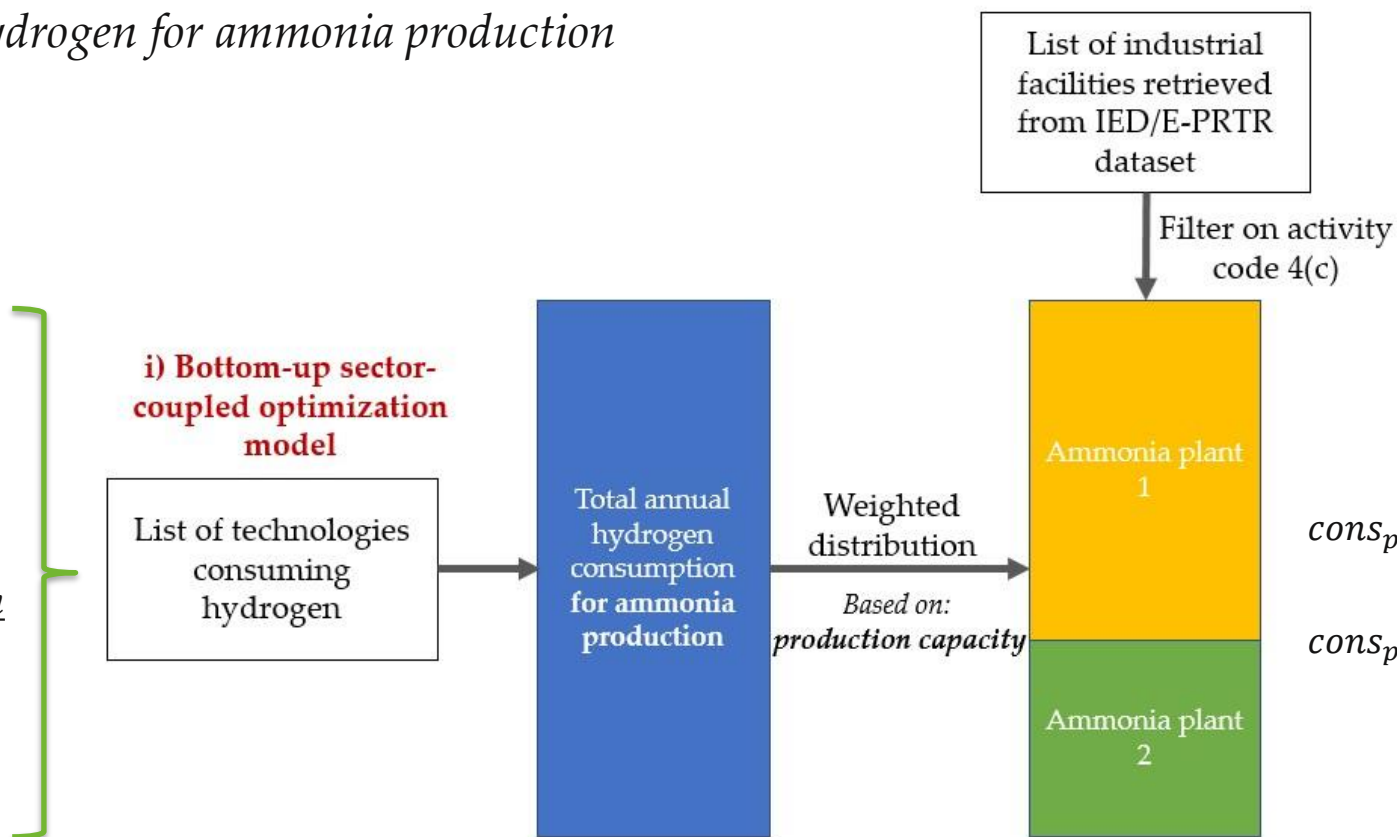 ydrogen for ammonia production
List of industrial
facilities retrieved
from IED/E-PRTR
dataset
Filter on activity
code 4(c)
i) Bottom-up sector-
coupled optimization
model
List of technologies
consuming
hydrogen
Total annual
hydrogen
consumption
for ammonia
production
Weighted
distribution
Based on:
production capacity
Ammonia plant
1
Ammonia plant
2
cons_p
cons_p